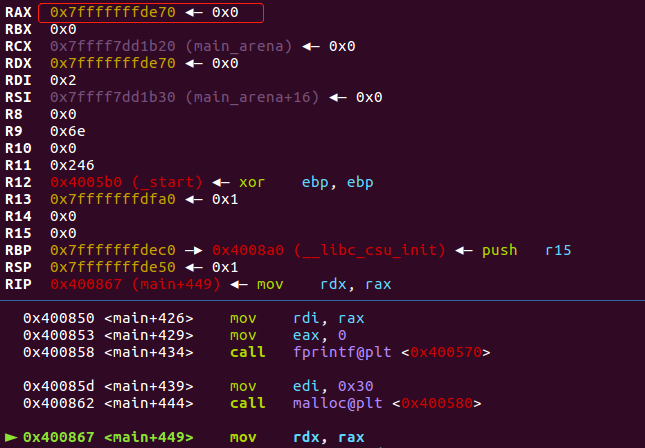 RAX 0x7fffffffde70 ◂— 0x0
RBX 0x0
RCX 0x7ffff7dd1b20 (main_arena) ◂— 0x0
RDX 0x7fffffffde70 ◂— 0x0
RDI 0x2
RSI 0x7ffff7dd1b30 (main_arena+16) ◂— 0x0
R8 0x0
R9 0x6e
R10 0x0
R11 0x246
R12 0x4005b0 (_start) ◂— xor ebp, ebp
R13 0x7fffffffdfa0 ◂— 0x1
R14 0x0
R15 0x0
RBP 0x7fffffffdec0 —▸ 0x4008a0 (__libc_csu_init) ◂— push r15
RSP 0x7fffffffde50 ◂— 0x1
RIP 0x400867 (main+449) ◂— mov rdx, rax
0x400850 <main+426> mov rdi, rax
0x400853 <main+429> mov eax, 0
0x400858 <main+434> call fprintf@plt <0x400570>
0x40085d <main+439> mov edi, 0x30
0x400862 <main+444> call malloc@plt <0x400580>
► 0x400867 <main+449> mov rdx, rax